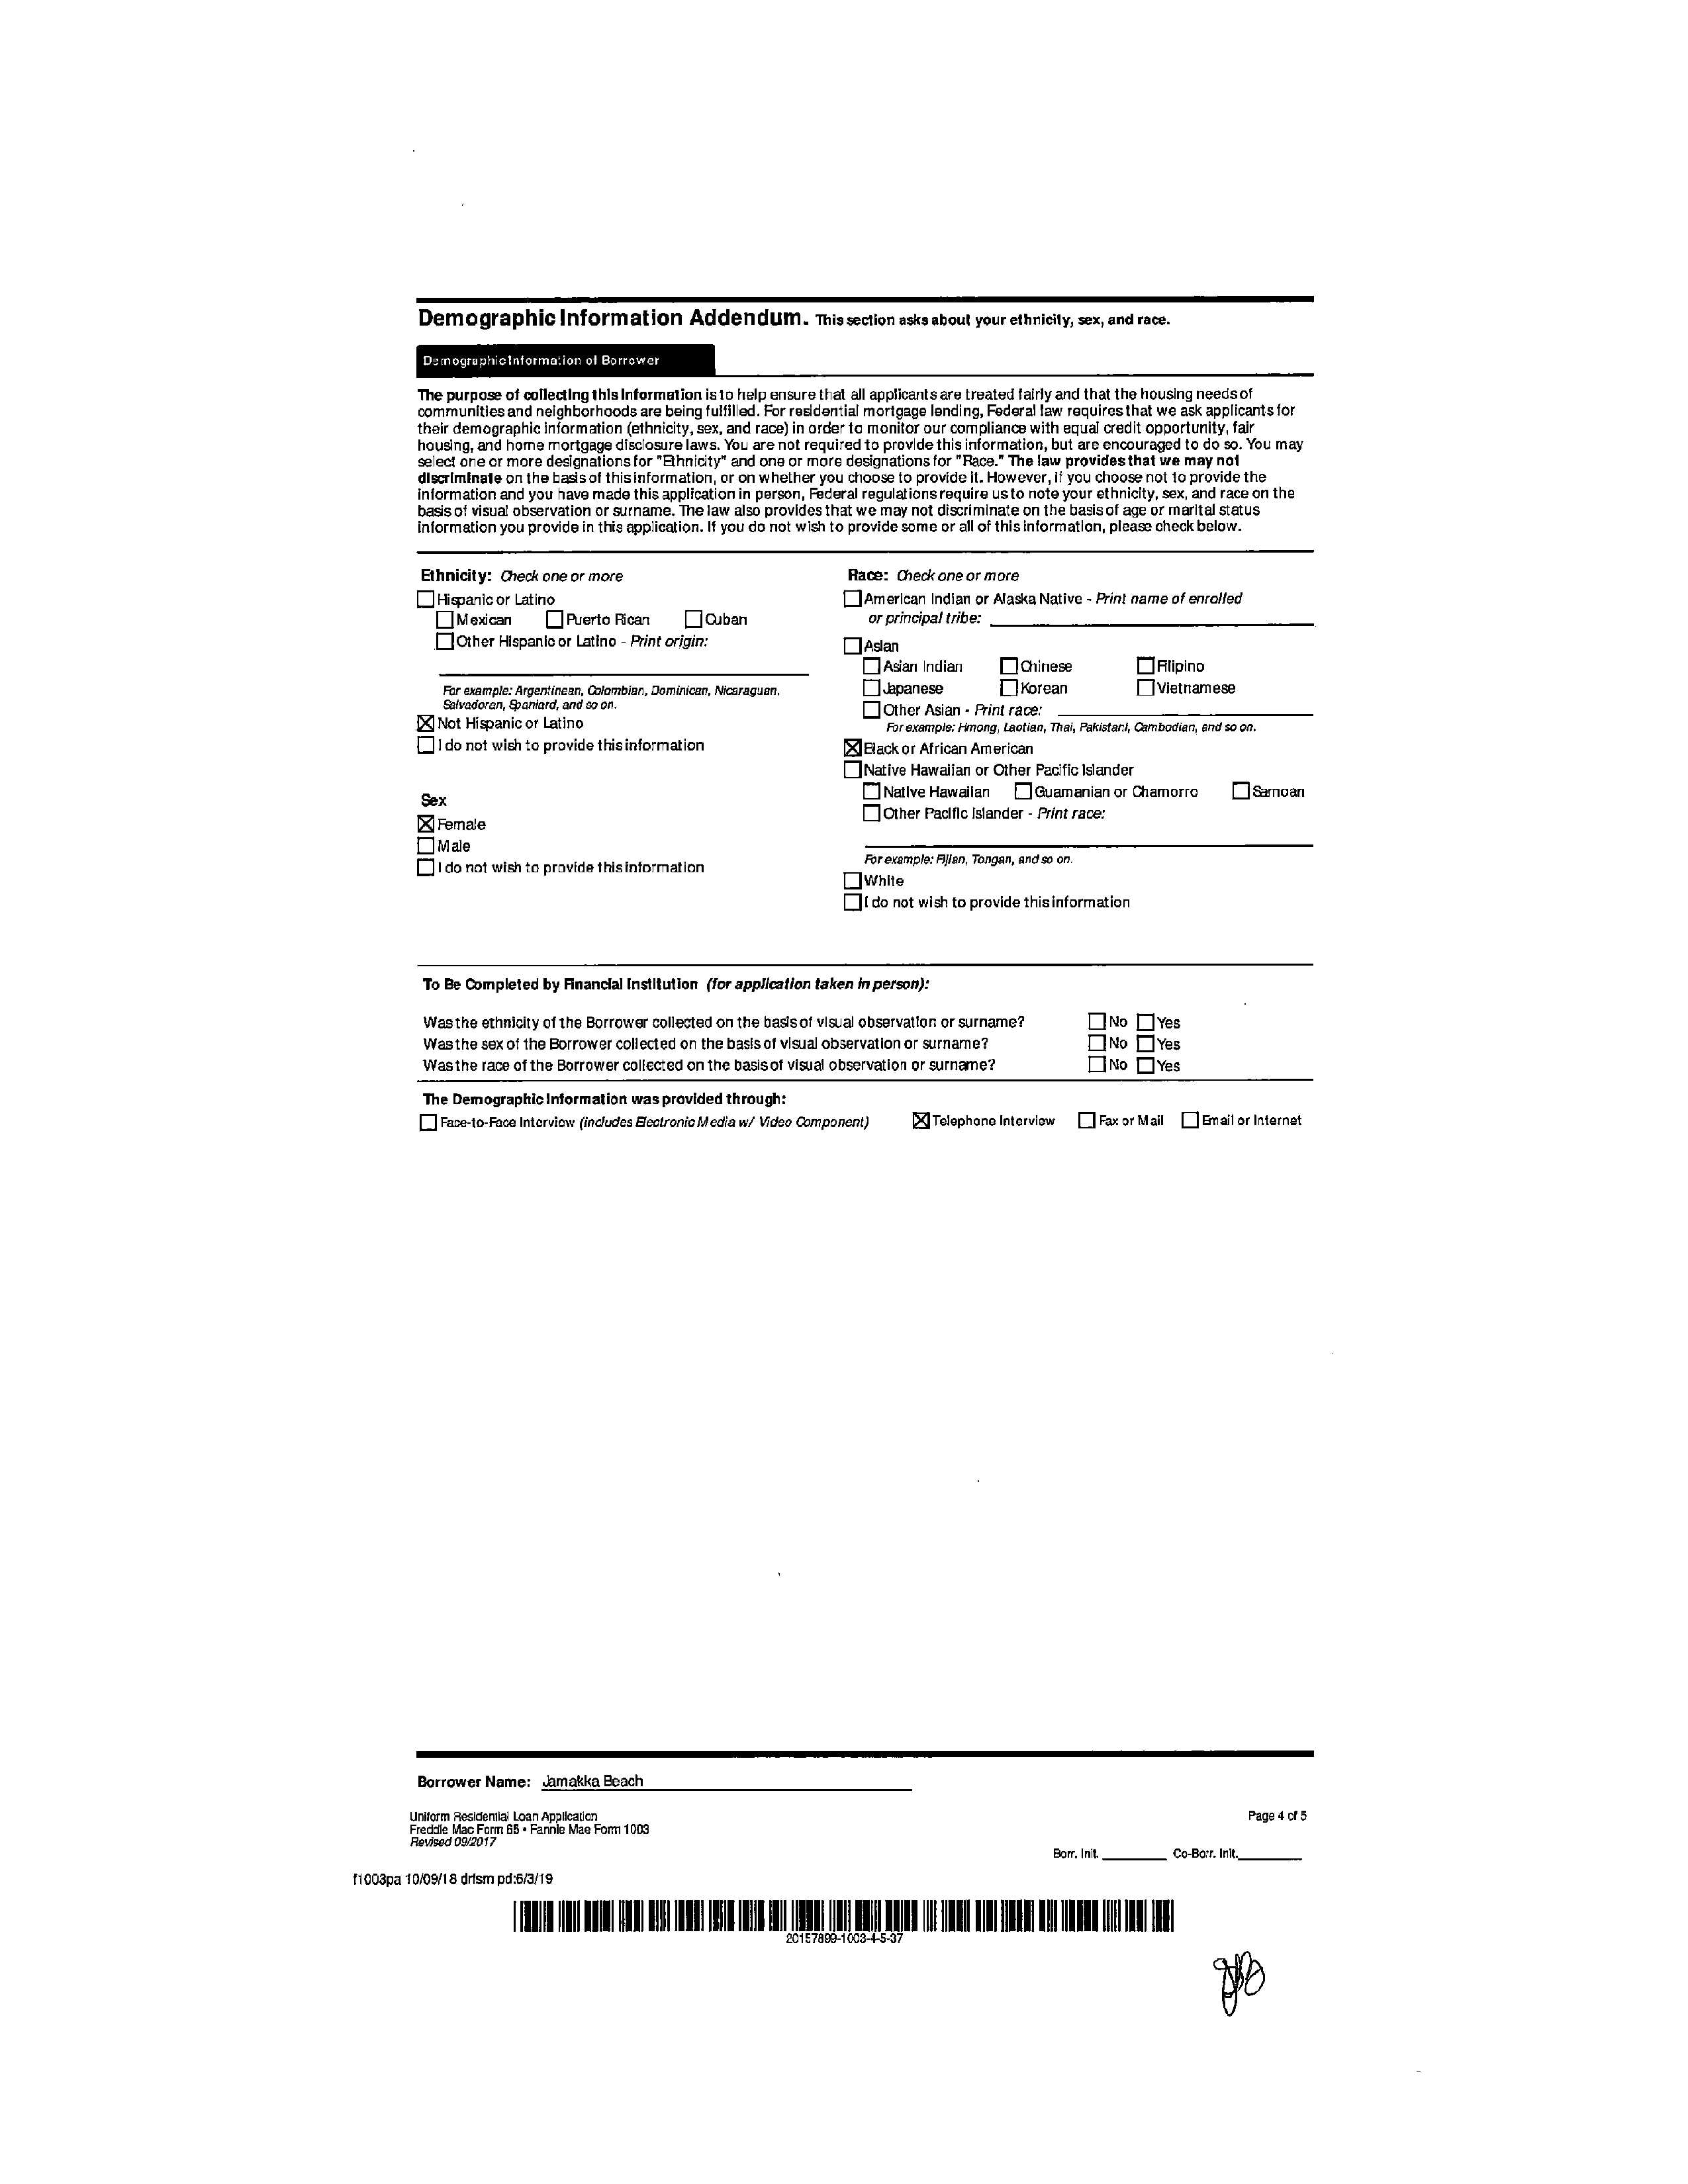 Demographic Information Addendum. This section asks about your ethnicity, sex, and race.
Demographic Information of Borrower
The purpose of collecting this information is to help ensure that all applicants are treated fairly and that the housing needs of
communities and neighborhoods are being fulfilled. For residential mortgage lending, Federal law requires that we ask applicants for
their demographic information (ethnicity, sex, and race) in order to monitor our compliance with equal credit opportunity, fair
housing, and home mortgage disclosure laws. You are not required to provide this information, but are encouraged to do so. You may
select one or more designations for "Ethnicity" and one or more designations for "Race." The law provides that we may not
discriminate on the basis of this information, or on whether you choose to provide it. However, if you choose not to provide the
information and you have made this application in person, Federal regulations require us to note your ethnicity, sex, and race on the
basis of visual observation or surname. The law also provides that we may not discriminate on the basis of age or marital status
information you provide in this application. If you do not wish to provide some or all of this information, please check below.
Ethnicity: Check one or more
Hispanic or Latino
Mexican Puerto Rican Cuban
Other Hispanic or Latino - Print origin:
For example: Argentinean, Colombian, Dominican, Nicaraguan,
Salvadoran, Spaniard, and so on.
Not Hispanic or Latino
I do not wish to provide this information
Sex
Female
Male
I do not wish to provide this information
Race: Check one or more
American Indian or Alaska Native - Print name of enrolled
or principal tribe:
Asian
Asian Indian Chinese Filipino
Japanese Korean Vietnamese
Other Asian - Print race:
For example: Hmong, Laotian, Thai, Pakistani, Cambodian, and so on.
Black or African American
Native Hawaiian or Other Pacific Islander
Native Hawaiian Guamanian or Chamorro Samoan
Other Pacific Islander - Print race:
For example: Fijian, Tongan, and so on.
White
I do not wish to provide this information
To Be Completed by Financial Institution (for application taken in person):
Was the ethnicity of the Borrower collected on the basis of visual observation or surname? No Yes
Was the sex of the Borrower collected on the basis of visual observation or surname? No Yes
Was the race of the Borrower collected on the basis of visual observation or surname? No Yes
The Demographic Information was provided through:
Face-to-Face Interview (includes Electronic Media w/ Video Component) Telephone Interview Fax or Mail Email or Internet
Borrower Name: Jamakka Beach
Uniform Residential Loan Application
Freddie Mac Form 65 • Fannie Mae Form 1003
Revised 09/2017
Page 4 of 5
Borr. Init. Co-Borr. Init.
f1003pa 10/09/18 drfsm pd:6/3/19
20157899-1003-4-5-37